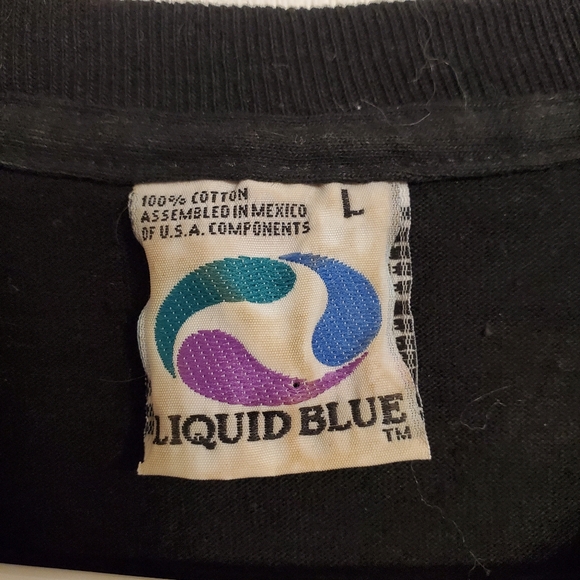 100% COTTON
ASSEMBLED IN MEXICO
OF U.S.A. COMPONENTS
L
LIQUID BLUE
TM